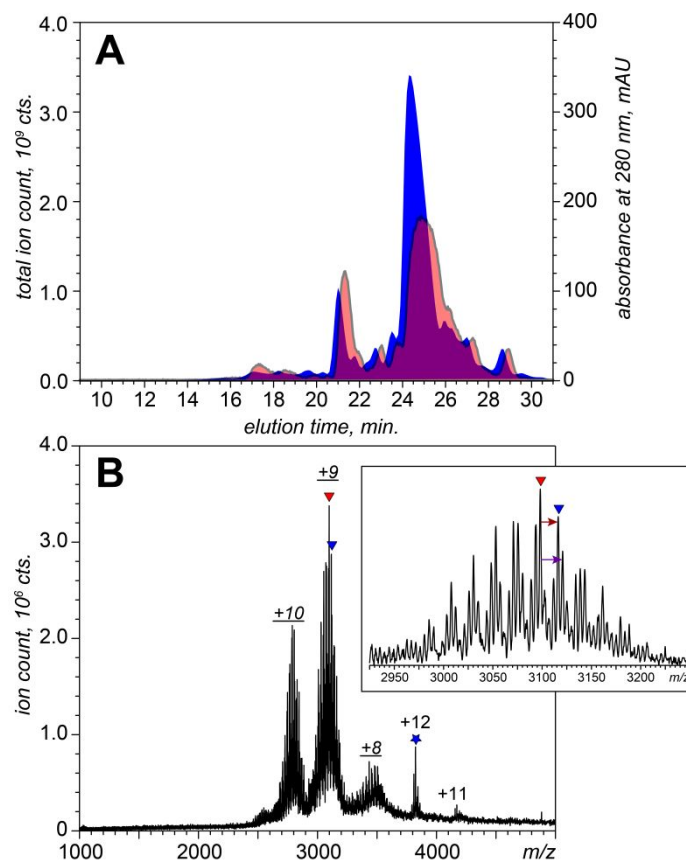 A
4.0
3.0
2.0
1.0
0.0
total ion count, 10⁹ cts.
400
300
200
100
0
absorbance at 280 nm, mAU
10 12 14 16 18 20 22 24 26 28 30
elution time, min.
B
4.0
3.0
2.0
1.0
0
ion count, 10⁶ cts.
+9
+10
+8
+12
+11
1000 2000 3000 4000 m/z
2950 3000 3050 3100 3150 3200 m/z